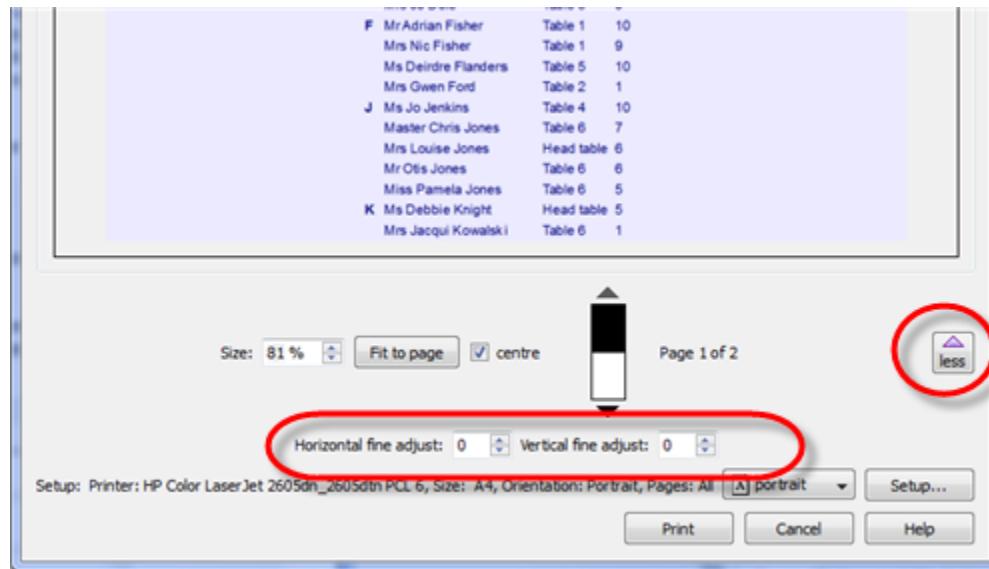 F Mr Adrian Fisher Table 1 10
Mrs Nic Fisher Table 1 9
Ms Deirdre Flanders Table 5 10
Mrs Gwen Ford Table 2 1
J Ms Jo Jenkins Table 4 10
Master Chris Jones Table 6 7
Mrs Louise Jones Head table 6
Mr Otis Jones Table 6 6
Miss Pamela Jones Table 6 5
K Ms Debbie Knight Head table 5
Mrs Jacqui Kowalski Table 6 1
Size: 81 % Fit to page centre Page 1 of 2 less
Horizontal fine adjust: 0 Vertical fine adjust: 0
Setup: Printer: HP Color LaserJet 2605dn_2605dtn PCL 6, Size: A4, Orientation: Portrait, Pages: All A portrait Setup...
Print Cancel Help